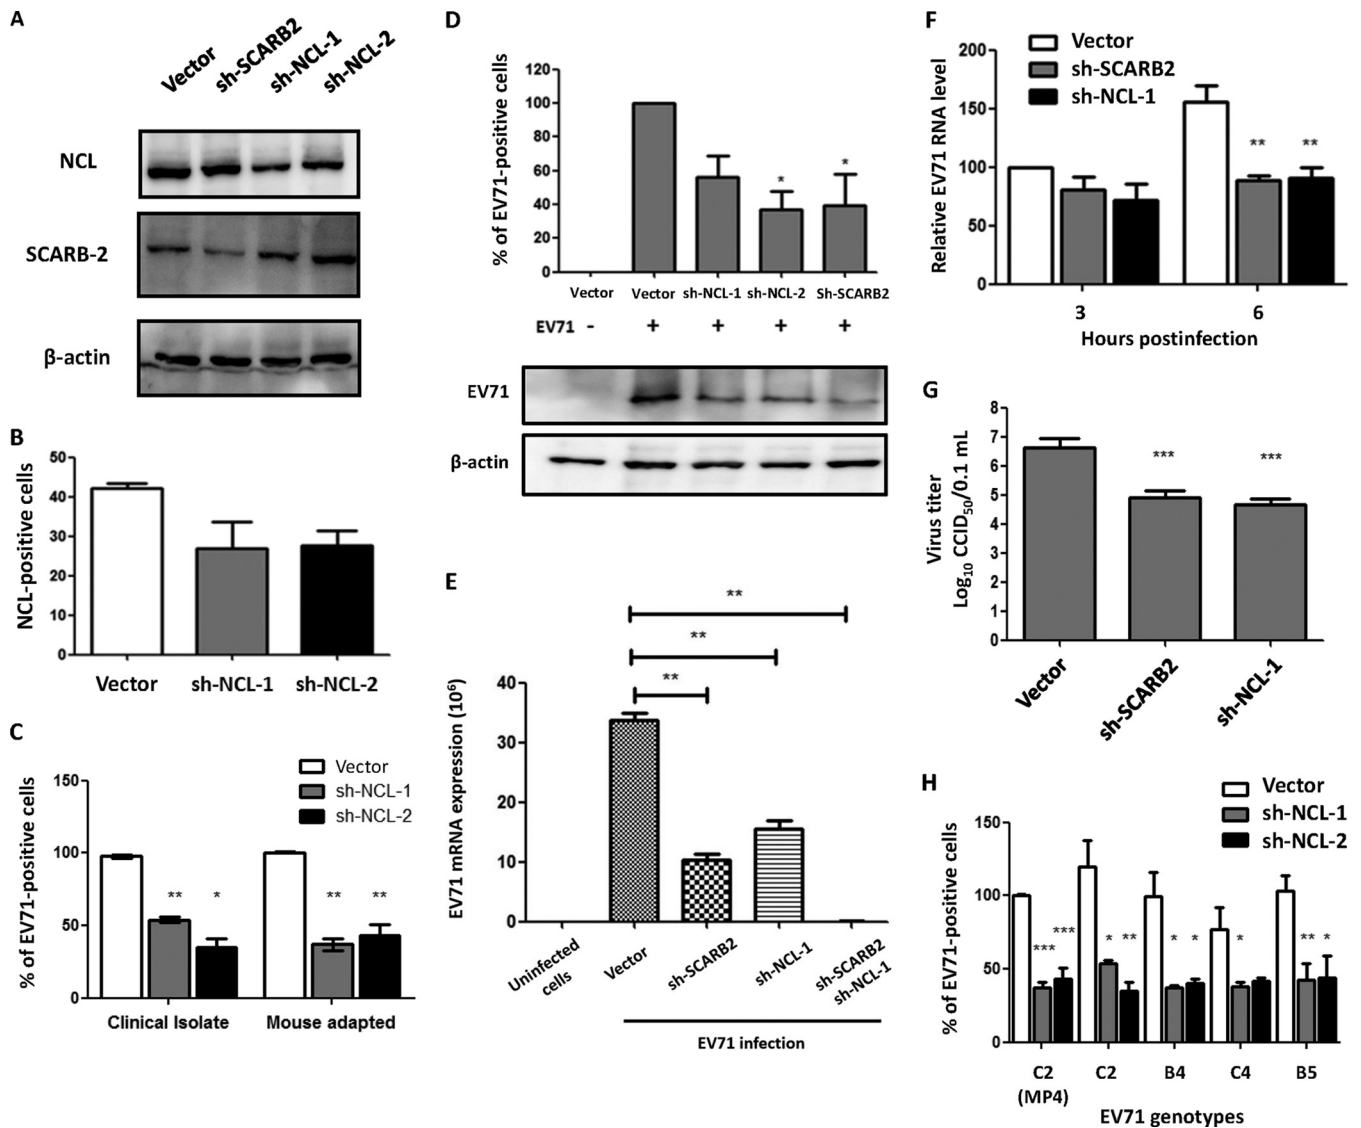 A
Vector
sh-SCARB2
sh-NCL-1
sh-NCL-2
NCL
SCARB-2
β-actin
B
NCL-positive cells
50
40
30
20
10
0
Vector
sh-NCL-1
sh-NCL-2
C
% of EV71-positive cells
150
100
50
0
Vector
sh-NCL-1
sh-NCL-2
** *
** **
Clinical Isolate
Mouse adapted
D
% of EV71-positive cells
120
100
80
60
40
20
0
*
*
Vector
Vector
sh-NCL-1
sh-NCL-2
Sh-SCARB2
EV71 - + + + +
EV71
β-actin
E
EV71 mRNA expression (10⁶)
40
30
20
10
0
**
**
**
Uninfected cells
Vector
sh-SCARB2
sh-NCL-1
sh-SCARB2
sh-NCL-1
EV71 infection
F
Relative EV71 RNA level
200
150
100
50
0
Vector
sh-SCARB2
sh-NCL-1
** **
3
6
Hours postinfection
G
Virus titer
Log₁₀ CCID₅₀/0.1 mL
8
7
6
5
4
3
2
1
0
***
***
Vector
sh-SCARB2
sh-NCL-1
H
% of EV71-positive cells
150
100
50
0
Vector
sh-NCL-1
sh-NCL-2
*** ***
* **
* *
*
** *
C2
(MP4)
C2
B4
C4
B5
EV71 genotypes